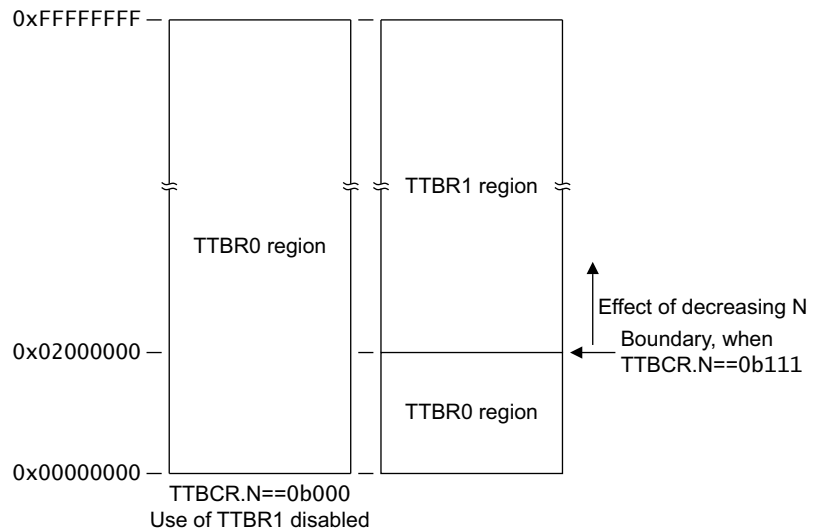 0xFFFFFFFF
TTBR1 region
TTBR0 region
Effect of decreasing N
0x02000000
Boundary, when
TTBCR.N==0b111
TTBR0 region
0x00000000
TTBCR.N==0b000
Use of TTBR1 disabled